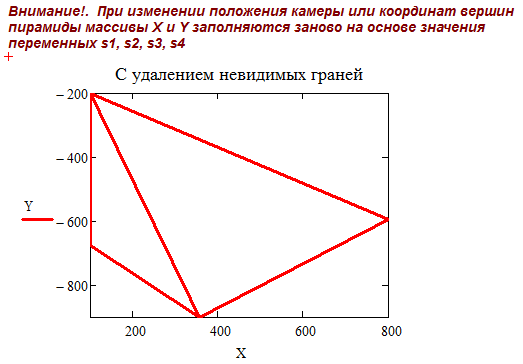 Внимание!. При изменении положения камеры или координат вершин
пирамиды массивы X и Y заполняются заново на основе значения
переменных s1, s2, s3, s4
С удалением невидимых граней
−200
−400
Y
−600
−800
200 400 600 800
X